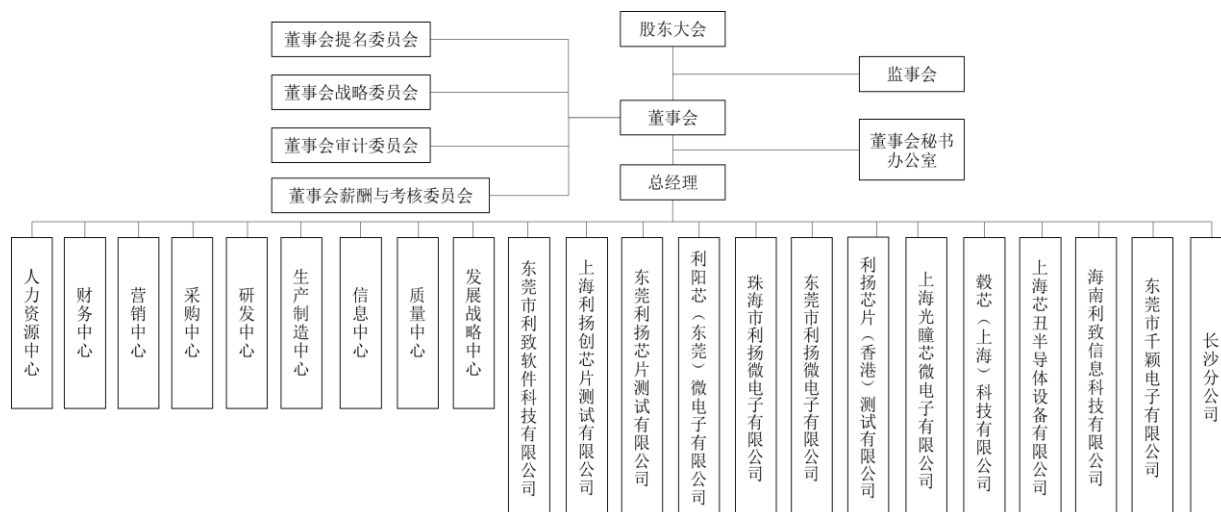 股东大会
董事会提名委员会
监事会
董事会战略委员会
董事会
董事会审计委员会
董事会秘书
办公室
总经理
董事会薪酬与考核委员会
人力资源中心
财务中心
营销中心
采购中心
研发中心
生产制造中心
信息中心
质量中心
发展战略中心
东莞市利致软件科技有限公司
上海利扬创芯片测试有限公司
东莞利扬芯片测试有限公司
利阳芯（东莞）微电子有限公司
珠海市利扬微电子有限公司
东莞市利扬微电子有限公司
利扬芯片（香港）测试有限公司
上海光瞳芯微电子有限公司
毂芯（上海）科技有限公司
上海芯丑半导体设备有限公司
海南利致信息科技有限公司
东莞市千颖电子有限公司
长沙分公司